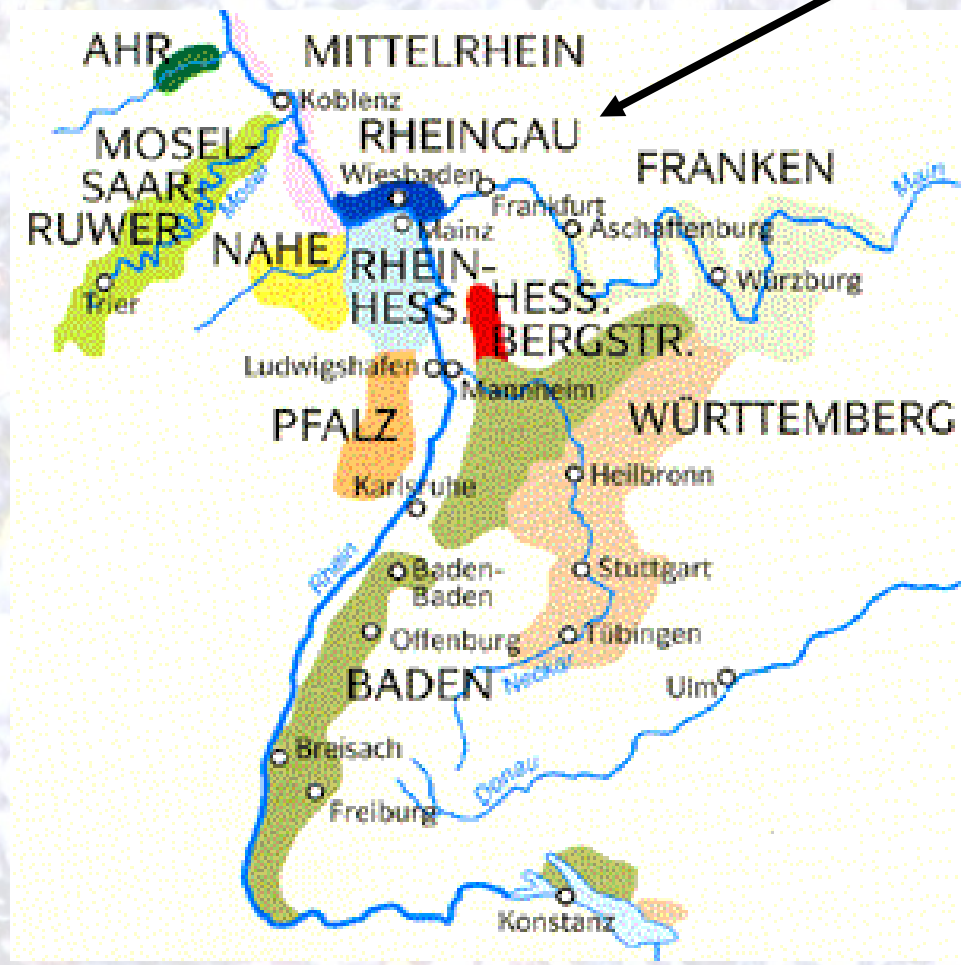 AHR
MITTELRHEIN
Koblenz
RHEINGAU
MOSEL-
SAAR-
RUWER
Mosel
Wiesbaden
FRANKEN
Main
Frankfurt
Mainz
Aschaffenburg
NAHE
RHEIN-
HESS.
HESS.
BERGSTR.
Würzburg
Trier
Ludwigshafen
Mannheim
PFALZ
WÜRTTEMBERG
Karlsruhe
Heilbronn
Rhein
Baden-
Baden
Stuttgart
Offenburg
Tübingen
BADEN
Neckar
Ulm
Breisach
Donau
Freiburg
Konstanz